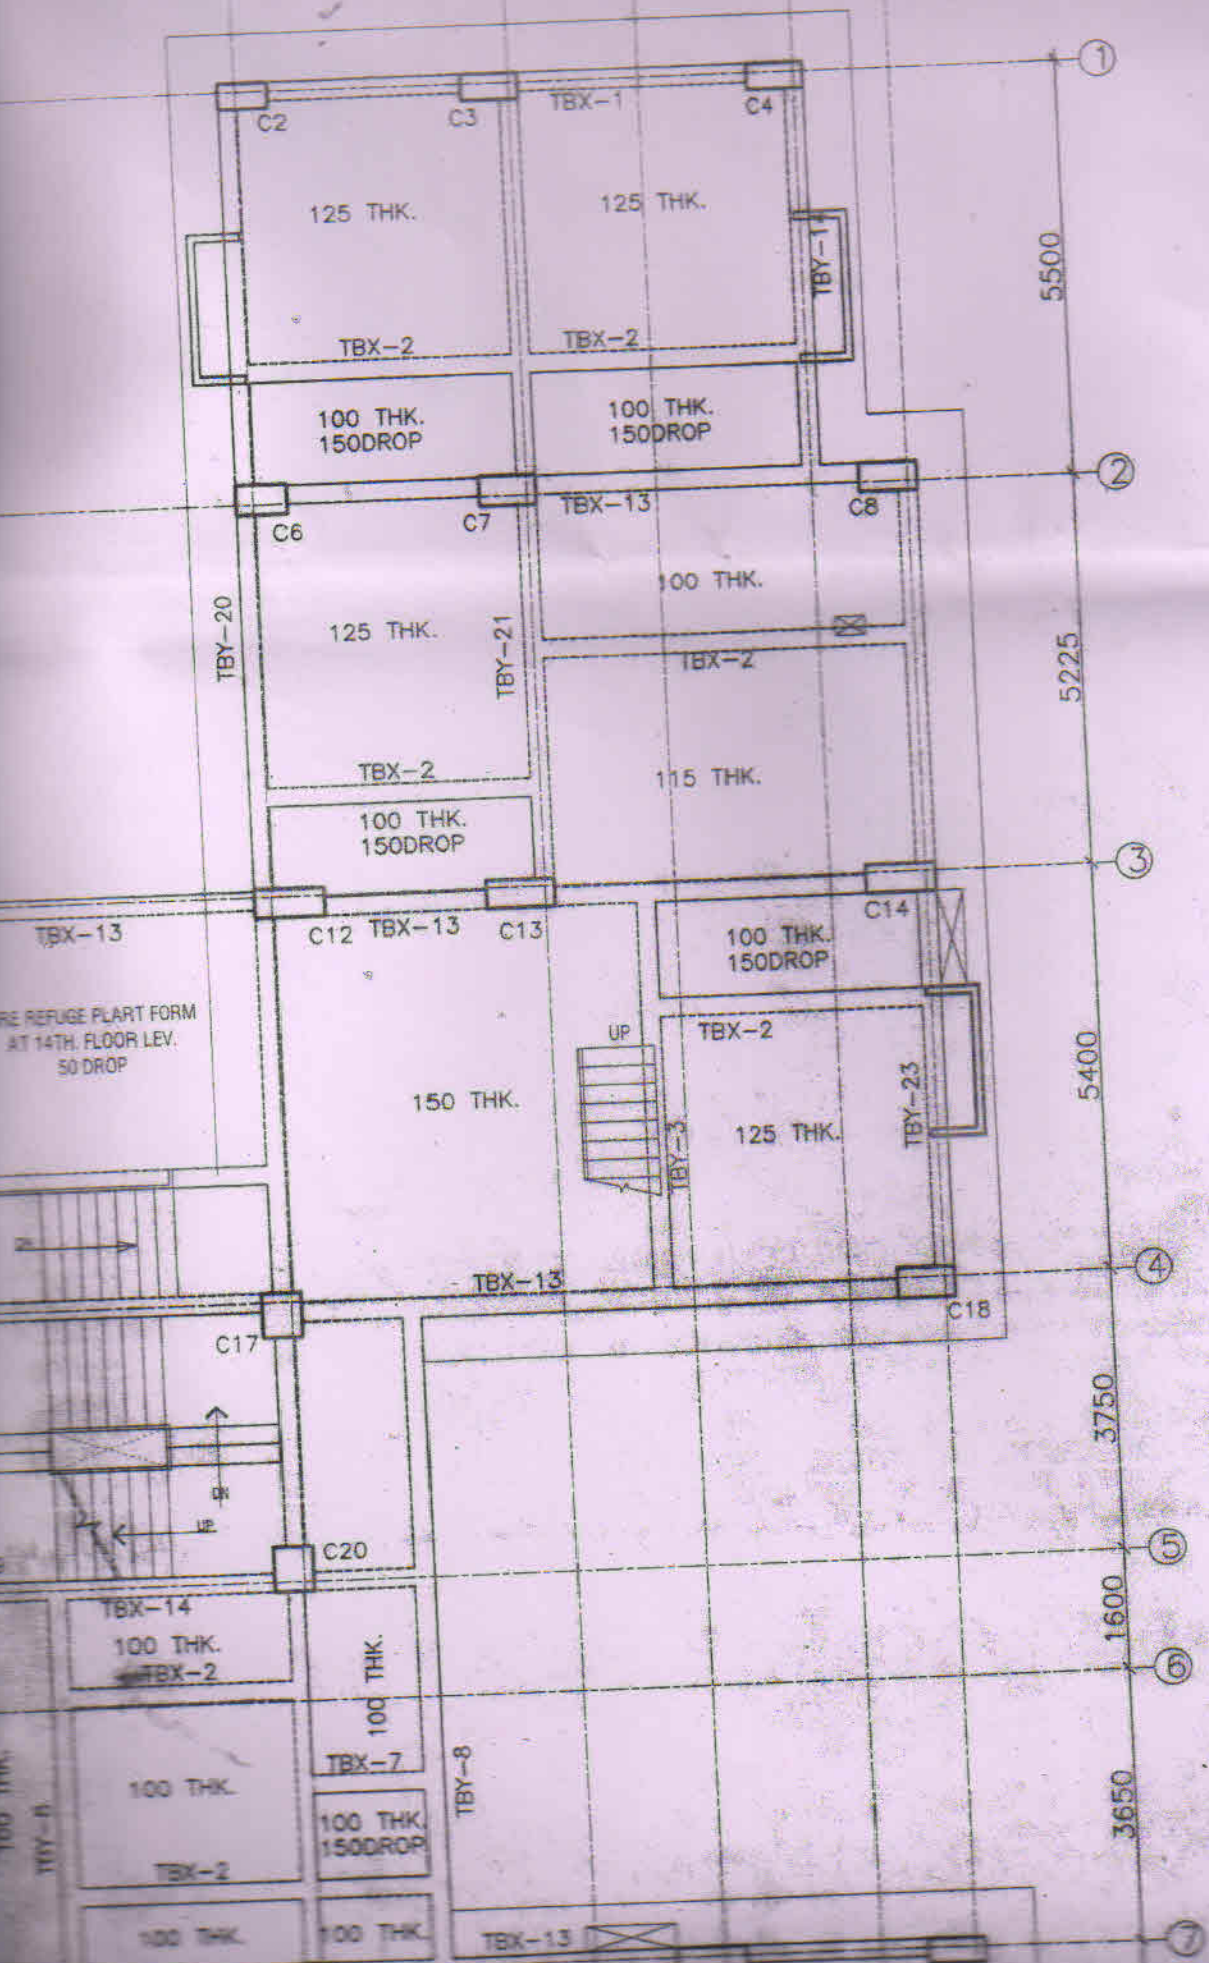 1
C2
C3
TBX-1
C4
125 THK.
125 THK.
5500
TBX-2
TBX-2
100 THK.
150DROP
100 THK.
150DROP
2
C6
C7
TBX-13
C8
100 THK.
TBY-20
125 THK.
TBY-21
TBX-2
5225
TBX-2
115 THK.
100 THK.
150DROP
3
TBX-13
C12
TBX-13
C13
C14
100 THK.
150DROP
RE REFUGE PLART FORM
AT 14TH. FLOOR LEV.
50 DROP
UP
TBX-2
5400
150 THK.
TBY-3
125 THK.
TBY-23
TBX-13
4
C17
C18
3750
DN
UP
C20
5
TBX-14
100 THK.
TBX-2
100 THK.
1600
6
TBX-7
TBY-8
100 THK.
100 THK.
150DROP
3650
TBX-2
100 THK.
100 THK.
TBX-13
7